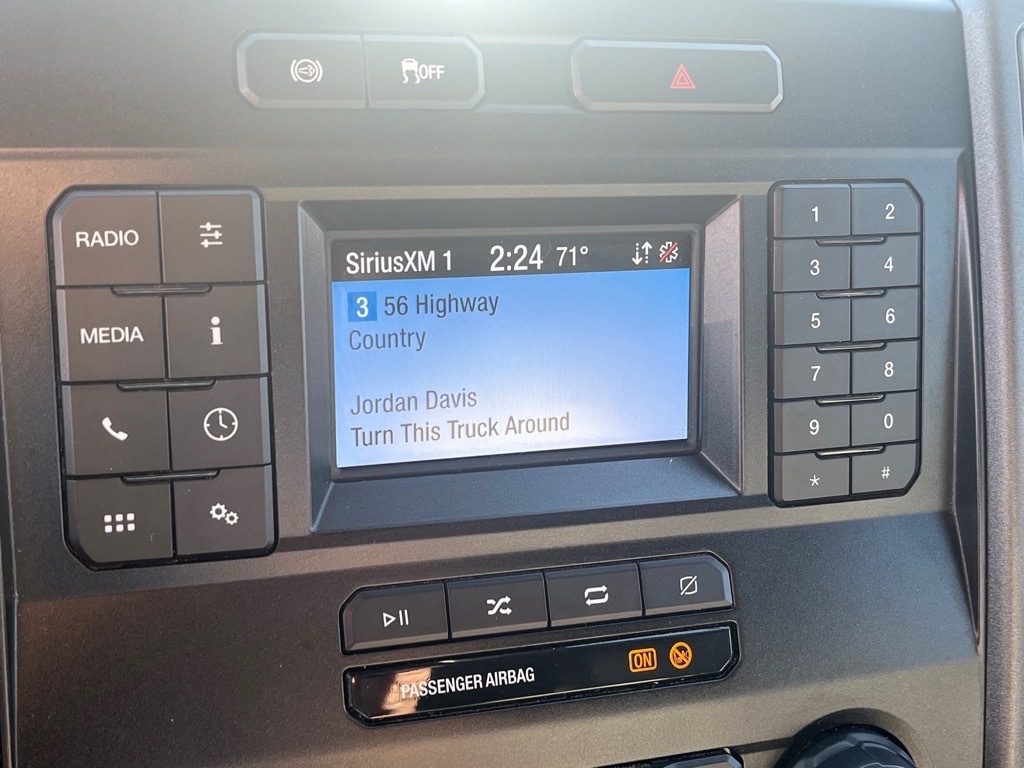 OFF
RADIO
MEDIA
i
SiriusXM 1 2:24 71°
3 56 Highway
Country
Jordan Davis
Turn This Truck Around
1 2
3 4
5 6
7 8
9 0
* #
PASSENGER AIRBAG ON